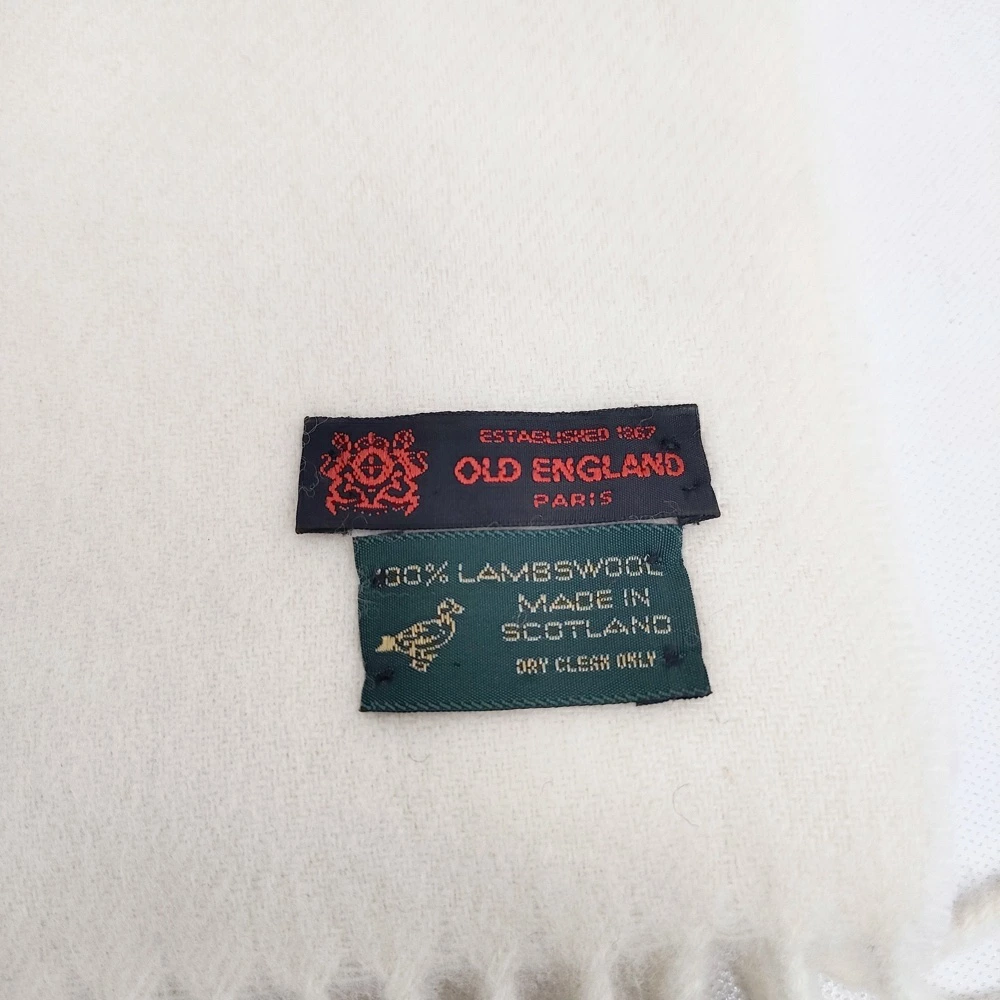 ESTABLISHED 1867
OLD ENGLAND
PARIS
100% LAMBSWOOL
MADE IN
SCOTLAND
DRY CLEAN ONLY